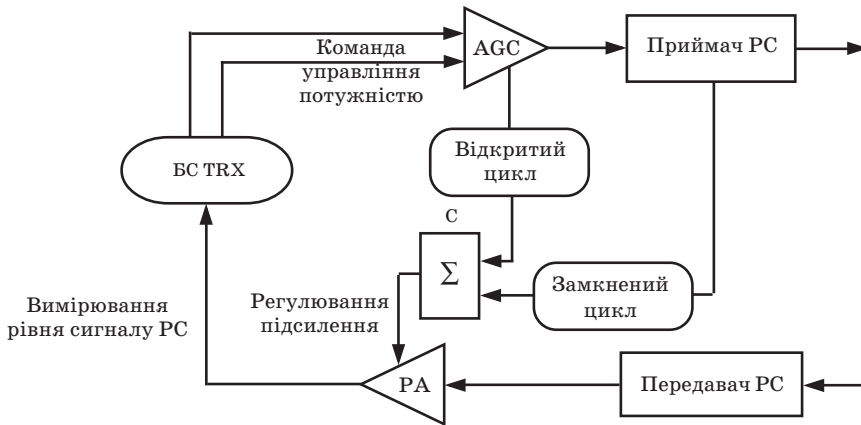 Команда
управління
потужністю
AGC
Приймач РС
БС TRX
Відкритий
цикл
С
Σ
Замкнений
цикл
Вимірювання
рівня сигналу РС
Регулювання
підсилення
PA
Передавач РС